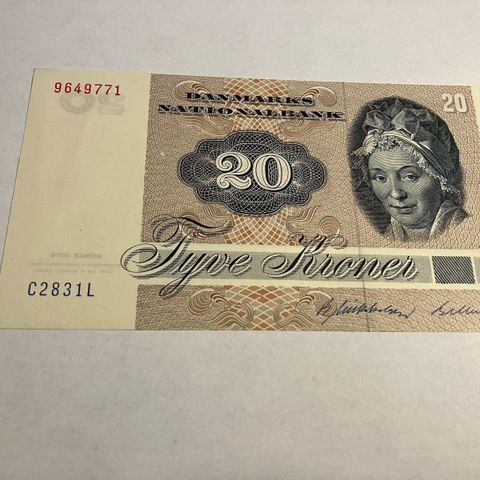 9649771
DANMARKS
NATIONALBANK
20
20
Tyve Kroner
C2831L